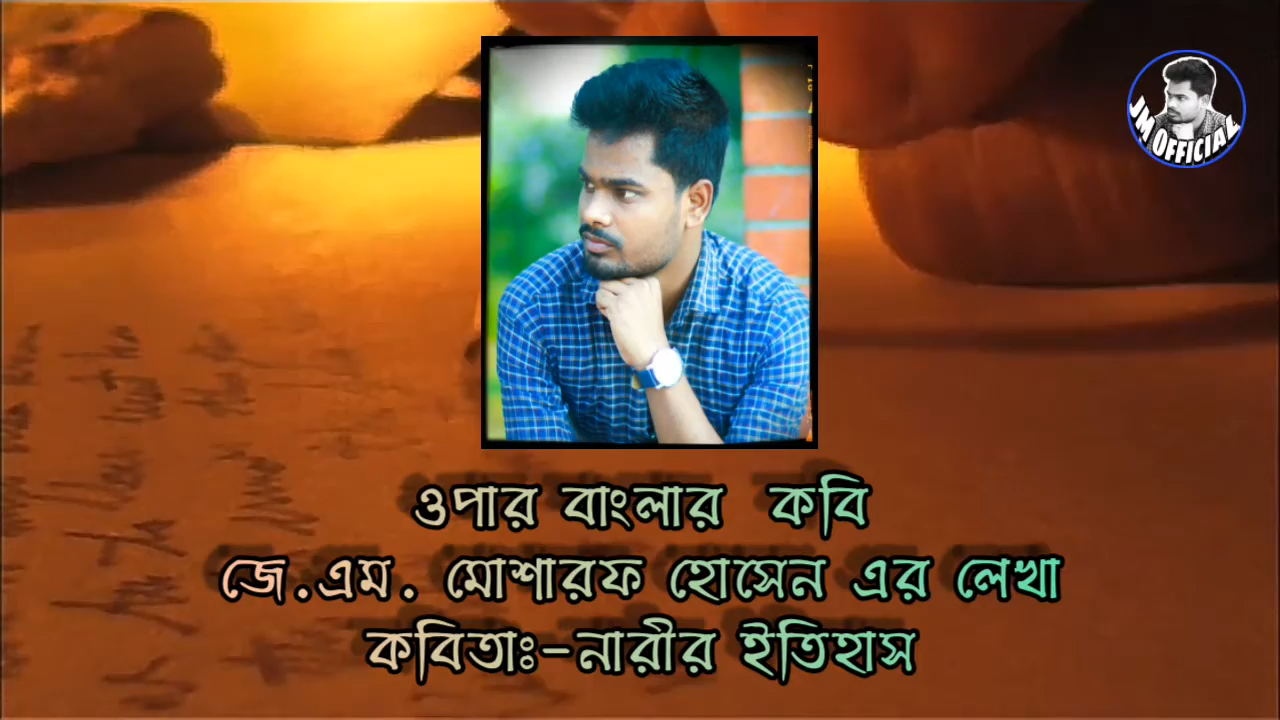 JM OFFICIAL
ওপার বাংলার কবি
জে.এম. মোশারফ হোসেন এর লেখা
কবিতাঃ-নারীর ইতিহাস